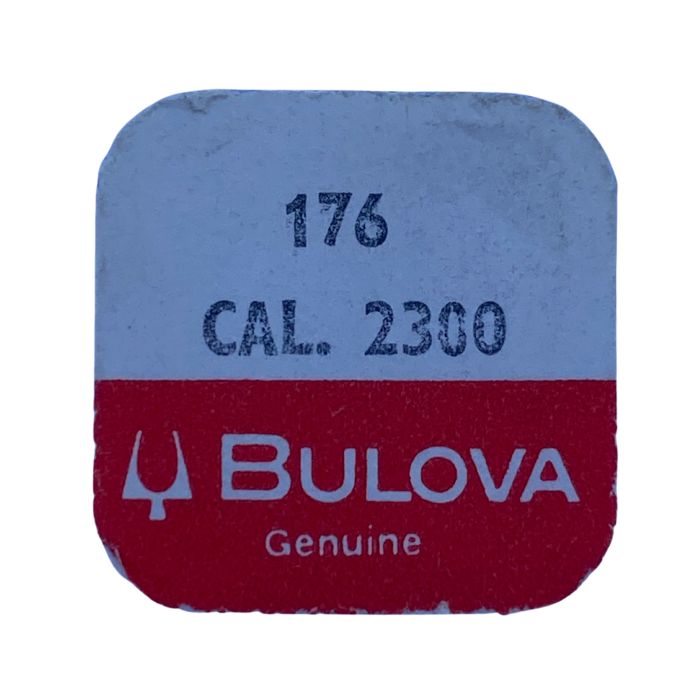 176
CAL. 2300
BULOVA
Genuine